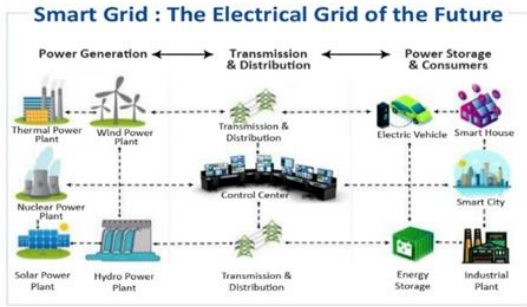 Smart Grid : The Electrical Grid of the Future
Power Generation
Transmission
& Distribution
Power Storage
& Consumers
Thermal Power
Plant
Wind Power
Plant
Transmission &
Distribution
Electric Vehicle
Smart House
Nuclear Power
Plant
Control Center
Smart City
Solar Power
Plant
Hydro Power
Plant
Transmission &
Distribution
Energy
Storage
Industrial
Plant